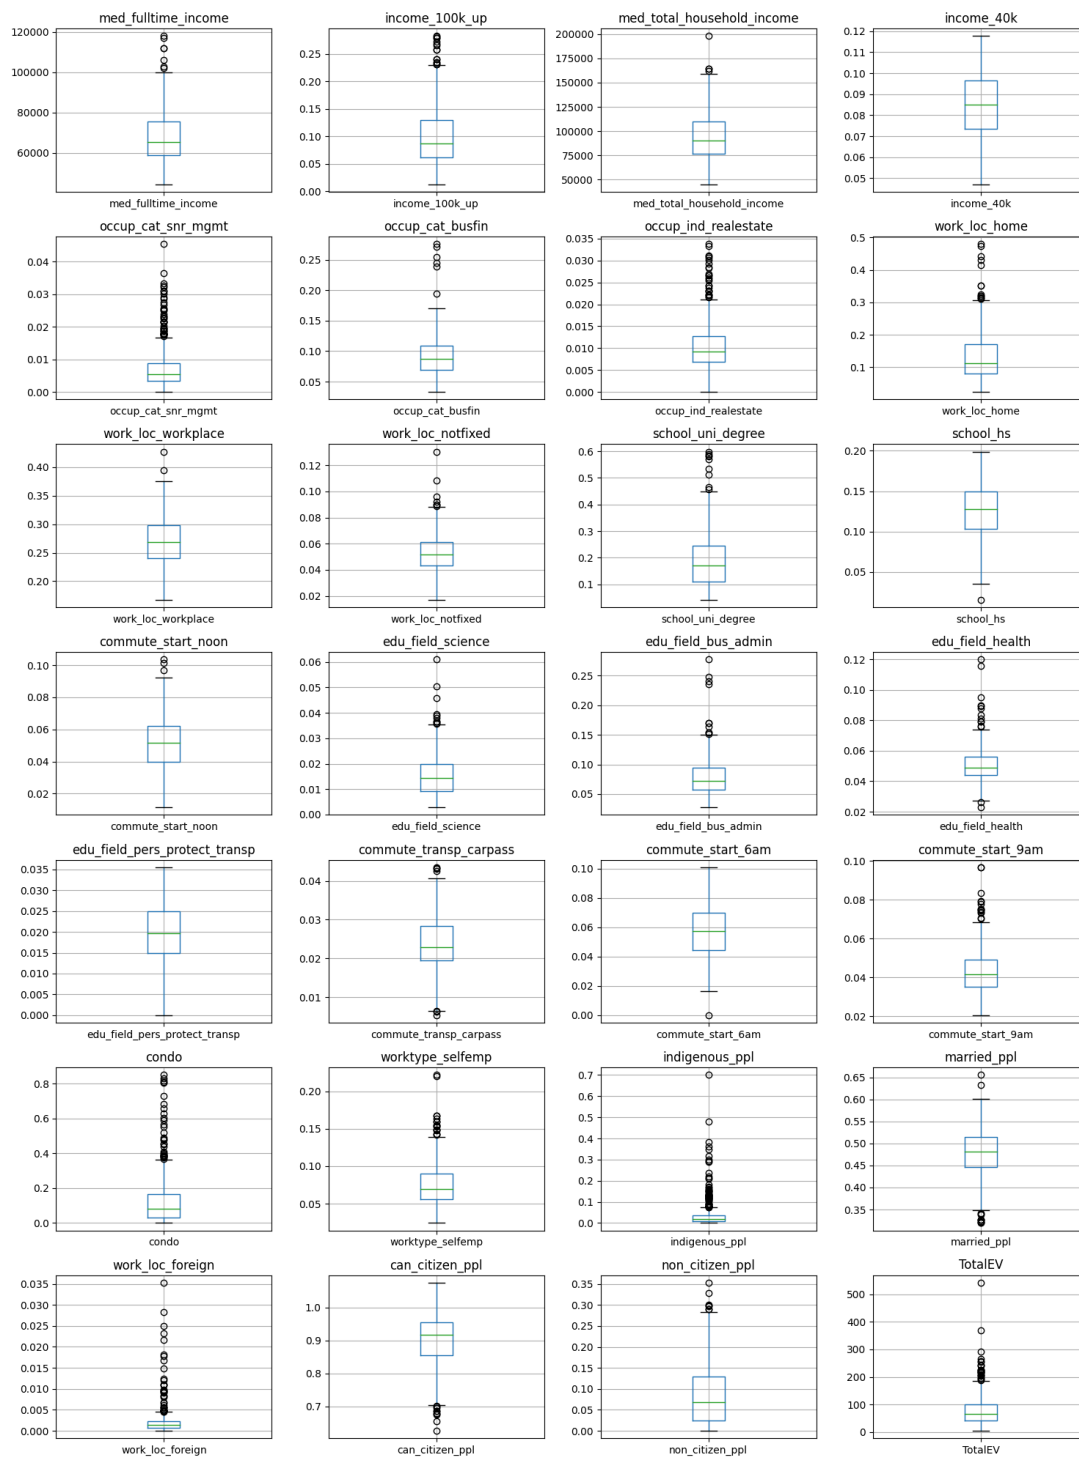 med_fulltime_income
120000
100000
80000
60000
med_fulltime_income
income_100k_up
0.25
0.20
0.15
0.10
0.05
0.00
income_100k_up
med_total_household_income
200000
175000
150000
125000
100000
75000
50000
med_total_household_income
income_40k
0.12
0.11
0.10
0.09
0.08
0.07
0.06
0.05
income_40k
occup_cat_snr_mgmt
0.04
0.03
0.02
0.01
0.00
occup_cat_snr_mgmt
occup_cat_busfin
0.25
0.20
0.15
0.10
0.05
occup_cat_busfin
occup_ind_realestate
0.035
0.030
0.025
0.020
0.015
0.010
0.005
0.000
occup_ind_realestate
work_loc_home
0.5
0.4
0.3
0.2
0.1
work_loc_home
work_loc_workplace
0.40
0.35
0.30
0.25
0.20
work_loc_workplace
work_loc_notfixed
0.12
0.10
0.08
0.06
0.04
0.02
work_loc_notfixed
school_uni_degree
0.6
0.5
0.4
0.3
0.2
0.1
school_uni_degree
school_hs
0.20
0.15
0.10
0.05
school_hs
commute_start_noon
0.10
0.08
0.06
0.04
0.02
commute_start_noon
edu_field_science
0.06
0.05
0.04
0.03
0.02
0.01
0.00
edu_field_science
edu_field_bus_admin
0.25
0.20
0.15
0.10
0.05
edu_field_bus_admin
edu_field_health
0.12
0.10
0.08
0.06
0.04
0.02
edu_field_health
edu_field_pers_protect_transp
0.035
0.030
0.025
0.020
0.015
0.010
0.005
0.000
edu_field_pers_protect_transp
commute_transp_carpass
0.04
0.03
0.02
0.01
commute_transp_carpass
commute_start_6am
0.10
0.08
0.06
0.04
0.02
0.00
commute_start_6am
commute_start_9am
0.10
0.08
0.06
0.04
0.02
commute_start_9am
condo
0.8
0.6
0.4
0.2
0.0
condo
worktype_selfemp
0.20
0.15
0.10
0.05
worktype_selfemp
indigenous_ppl
0.7
0.6
0.5
0.4
0.3
0.2
0.1
0.0
indigenous_ppl
married_ppl
0.65
0.60
0.55
0.50
0.45
0.40
0.35
married_ppl
work_loc_foreign
0.035
0.030
0.025
0.020
0.015
0.010
0.005
0.000
work_loc_foreign
can_citizen_ppl
1.0
0.9
0.8
0.7
can_citizen_ppl
non_citizen_ppl
0.35
0.30
0.25
0.20
0.15
0.10
0.05
0.00
non_citizen_ppl
TotalEV
500
400
300
200
100
0
TotalEV